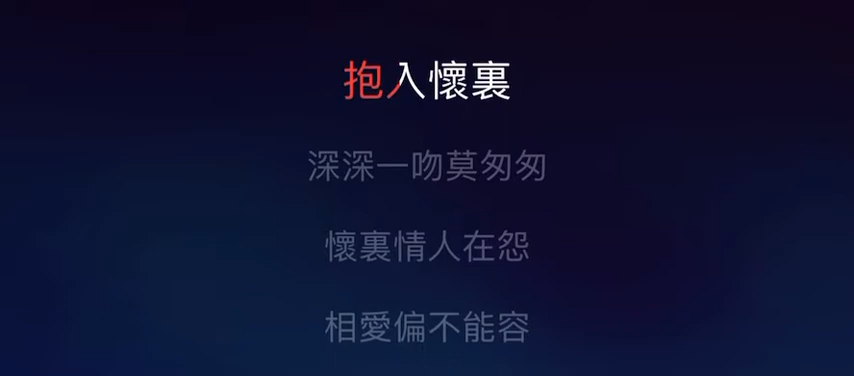 抱入懷裏
深深一吻莫匆匆
懷裏情人在怨
相愛偏不能容